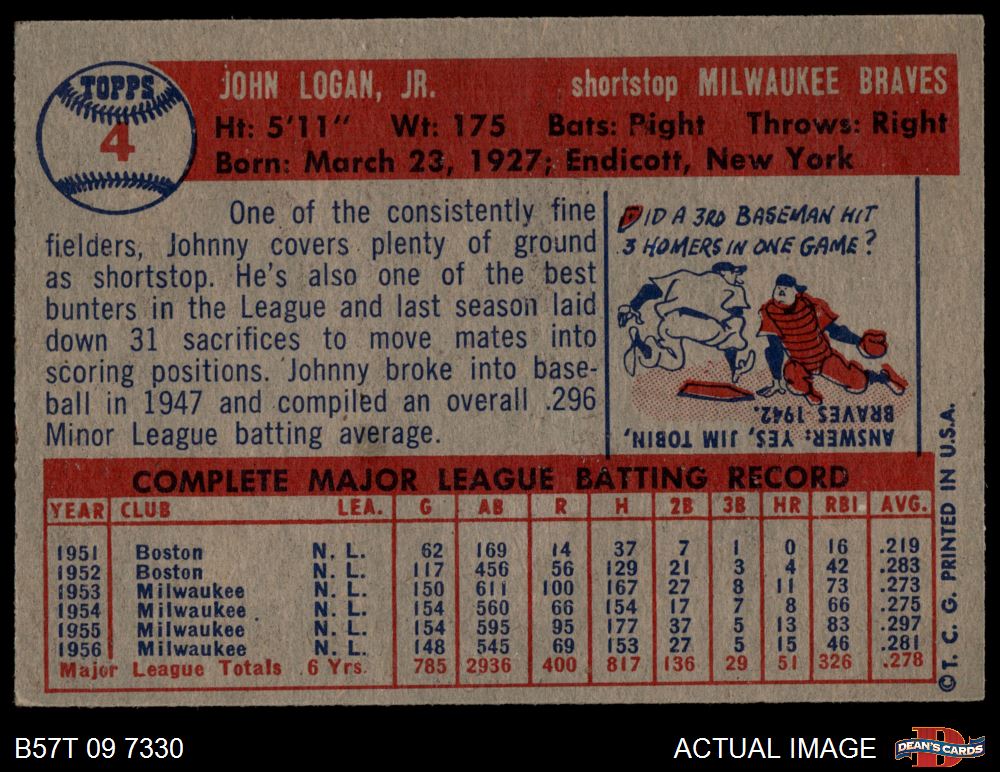 TOPPS
4
JOHN LOGAN, JR. shortstop MILWAUKEE BRAVES
Ht: 5'11" Wt: 175 Bats: Right Throws: Right
Born: March 23, 1927; Endicott, New York
One of the consistently fine
fielders, Johnny covers plenty of ground
as shortstop. He's also one of the best
bunters in the League and last season laid
down 31 sacrifices to move mates into
scoring positions. Johnny broke into base-
ball in 1947 and compiled an overall .296
Minor League batting average.
DID A 3RD BASEMAN HIT
3 HOMERS IN ONE GAME?
ANSWER: YES, JIM TOBIN,
BRAVES 1942.
COMPLETE MAJOR LEAGUE BATTING RECORD
YEAR CLUB LEA. G AB R H 2B 3B HR RBI AVG.
1951 Boston N. L. 62 169 14 37 7 1 0 16 .219
1952 Boston N. L. 117 456 56 129 21 3 4 42 .283
1953 Milwaukee N. L. 150 611 100 167 27 8 11 73 .273
1954 Milwaukee N. L. 154 560 66 154 17 7 8 66 .275
1955 Milwaukee N. L. 154 595 95 177 37 5 13 83 .297
1956 Milwaukee N. L. 148 545 69 153 27 5 15 46 .281
Major League Totals 6 Yrs. 785 2936 400 817 136 29 51 326 .278
©T. C. G. PRINTED IN U.S.A.
B57T 09 7330
ACTUAL IMAGE
D
DEAN'S CARDS